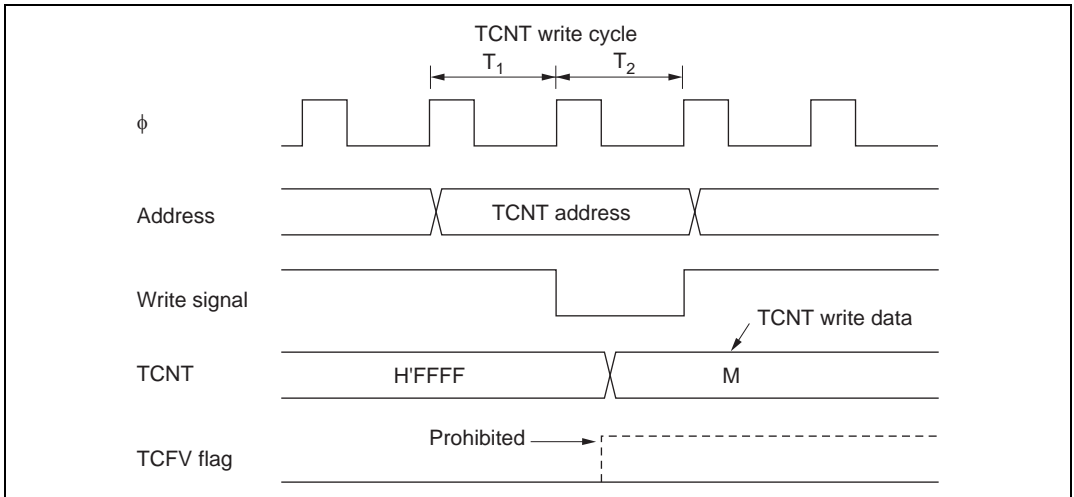 TCNT write cycle
T1 T2
ϕ
Address TCNT address
Write signal
TCNT write data
TCNT H'FFFF M
Prohibited
TCFV flag